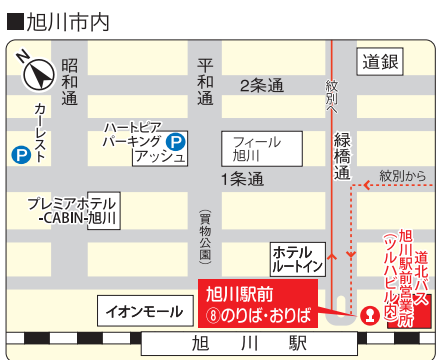 ■旭川市内
N
昭和通
平和通
2条通
道銀
紋別へ
カーレスト
P
ハートピア
パーキング P
アッシュ
フィール
旭川
緑橋通
1条通
紋別から
プレミアホテル
-CABIN-旭川
(買物公園)
ホテル
ルートイン
道北バス
旭川駅前営業所
(ツルハビル内)
旭川駅前
⑧のりば・おりば
イオンモール
旭川駅